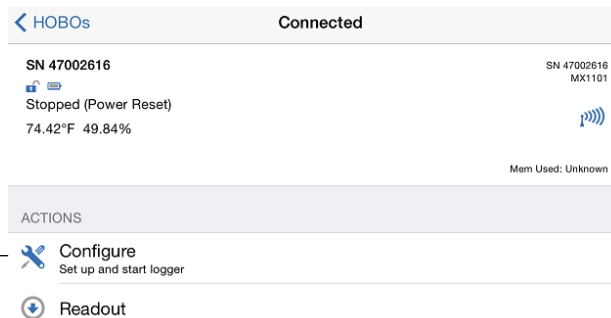 HOBOs
Connected
SN 47002616
SN 47002616
MX1101
Stopped (Power Reset)
74.42°F 49.84%
Mem Used: Unknown
ACTIONS
Configure
Set up and start logger
Readout